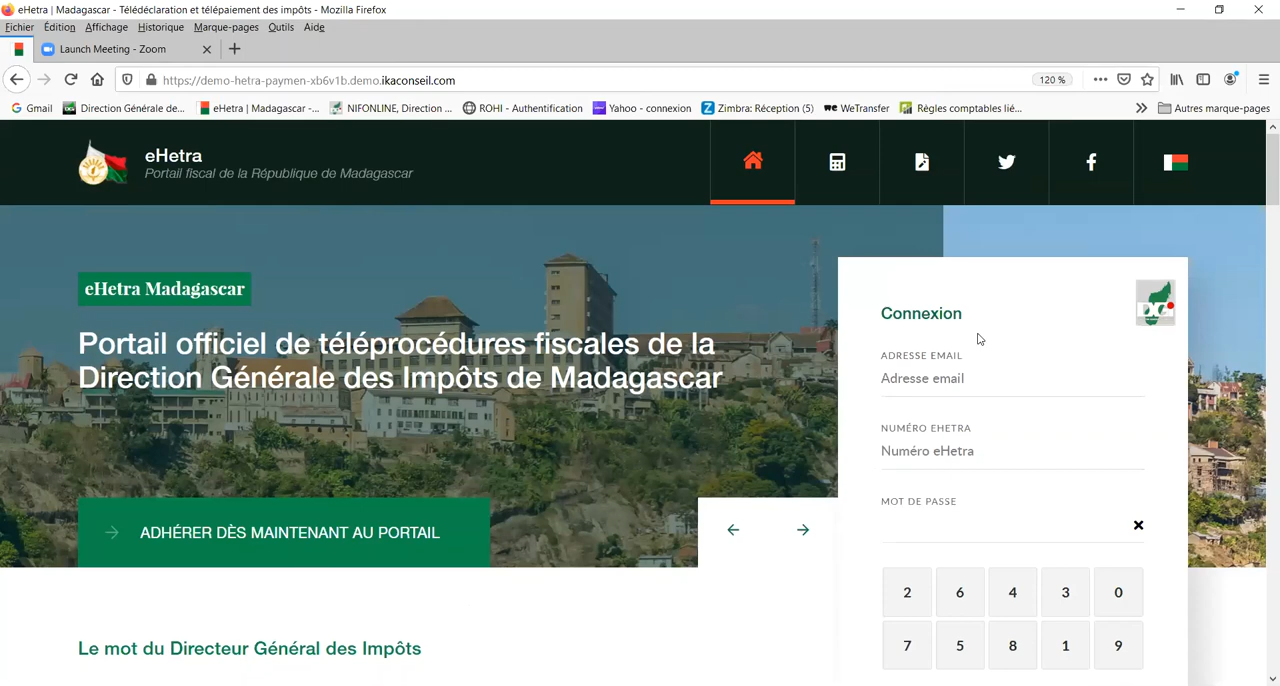 eHetra | Madagascar - Télédéclaration et télépaiement des impôts - Mozilla Firefox
Fichier Édition Affichage Historique Marque-pages Outils Aide
Launch Meeting - Zoom
https://demo-hetra-paymen-xb6v1b.demo.ikaconseil.com 120 %
Gmail Direction Générale de... eHetra | Madagascar -... NIFONLINE, Direction ... ROHI - Authentification Yahoo - connexion Zimbra: Réception (5) WeTransfer Règles comptables lié... Autres marque-pages
eHetra
Portail fiscal de la République de Madagascar
eHetra Madagascar
Portail officiel de téléprocédures fiscales de la
Direction Générale des Impôts de Madagascar
ADHÉRER DÈS MAINTENANT AU PORTAIL
Le mot du Directeur Général des Impôts
Connexion
ADRESSE EMAIL
Adresse email
NUMÉRO EHETRA
Numéro eHetra
MOT DE PASSE
2 6 4 3 0
7 5 8 1 9